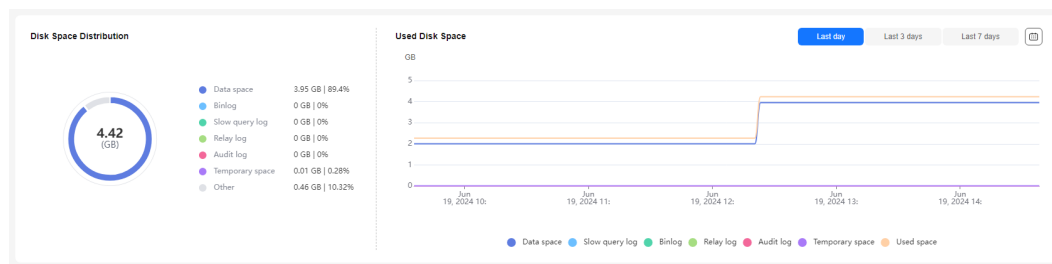 Disk Space Distribution
4.42
(GB)
Data space 3.95 GB | 89.4%
Binlog 0 GB | 0%
Slow query log 0 GB | 0%
Relay log 0 GB | 0%
Audit log 0 GB | 0%
Temporary space 0.01 GB | 0.28%
Other 0.46 GB | 10.32%
Used Disk Space
Last day Last 3 days Last 7 days
GB
5
4
3
2
1
0
Jun
19, 2024 10:
Jun
19, 2024 11:
Jun
19, 2024 12:
Jun
19, 2024 13:
Jun
19, 2024 14:
Data space Slow query log Binlog Relay log Audit log Temporary space Used space